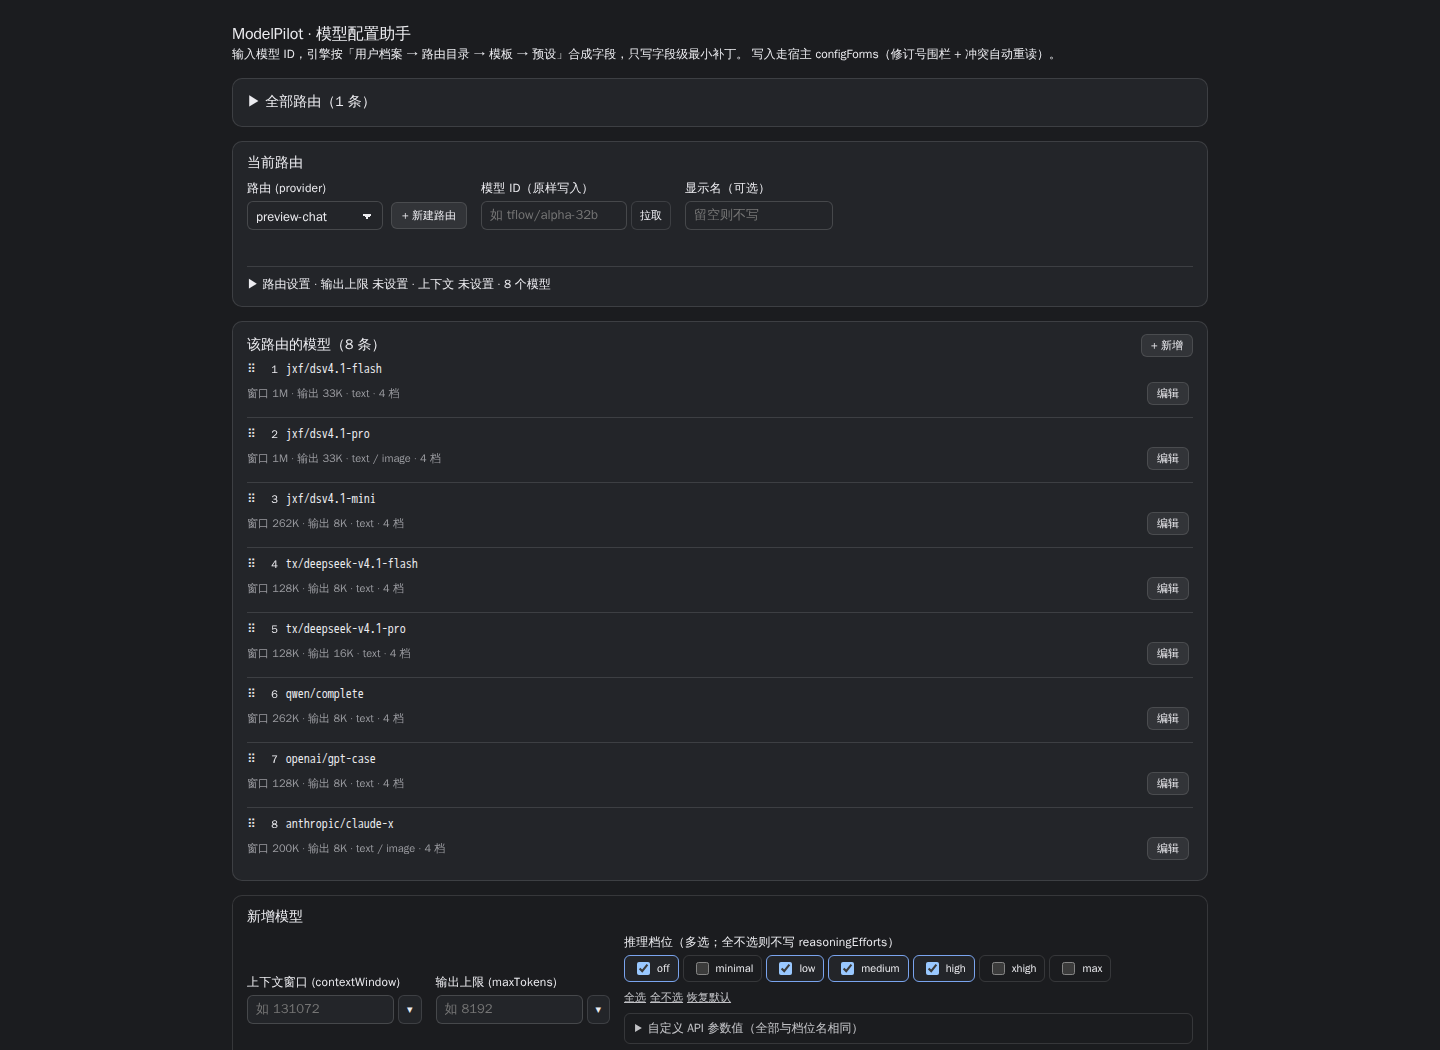 ModelPilot · 模型配置助手
输入模型 ID，引擎按「用户档案 → 路由目录 → 模板 → 预设」合成字段，只写字段级最小补丁。 写入走宿主 configForms（修订号围栏 + 冲突自动重读）。
▶ 全部路由（1 条）
当前路由
路由 (provider) 模型 ID（原样写入） 显示名（可选）
preview-chat + 新建路由 如 tflow/alpha-32b 拉取 留空则不写
▶ 路由设置 · 输出上限 未设置 · 上下文 未设置 · 8 个模型
该路由的模型（8 条） + 新增
⠿ 1 jxf/dsv4.1-flash
窗口 1M · 输出 33K · text · 4 档 编辑
⠿ 2 jxf/dsv4.1-pro
窗口 1M · 输出 33K · text / image · 4 档 编辑
⠿ 3 jxf/dsv4.1-mini
窗口 262K · 输出 8K · text · 4 档 编辑
⠿ 4 tx/deepseek-v4.1-flash
窗口 128K · 输出 8K · text · 4 档 编辑
⠿ 5 tx/deepseek-v4.1-pro
窗口 128K · 输出 16K · text · 4 档 编辑
⠿ 6 qwen/complete
窗口 262K · 输出 8K · text · 4 档 编辑
⠿ 7 openai/gpt-case
窗口 128K · 输出 8K · text · 4 档 编辑
⠿ 8 anthropic/claude-x
窗口 200K · 输出 8K · text / image · 4 档 编辑
新增模型
推理档位（多选；全不选则不写 reasoningEfforts）
off minimal low medium high xhigh max
上下文窗口 (contextWindow) 输出上限 (maxTokens)
全选 全不选 恢复默认
如 131072 ▾ 如 8192 ▾
▶ 自定义 API 参数值（全部与档位名相同）